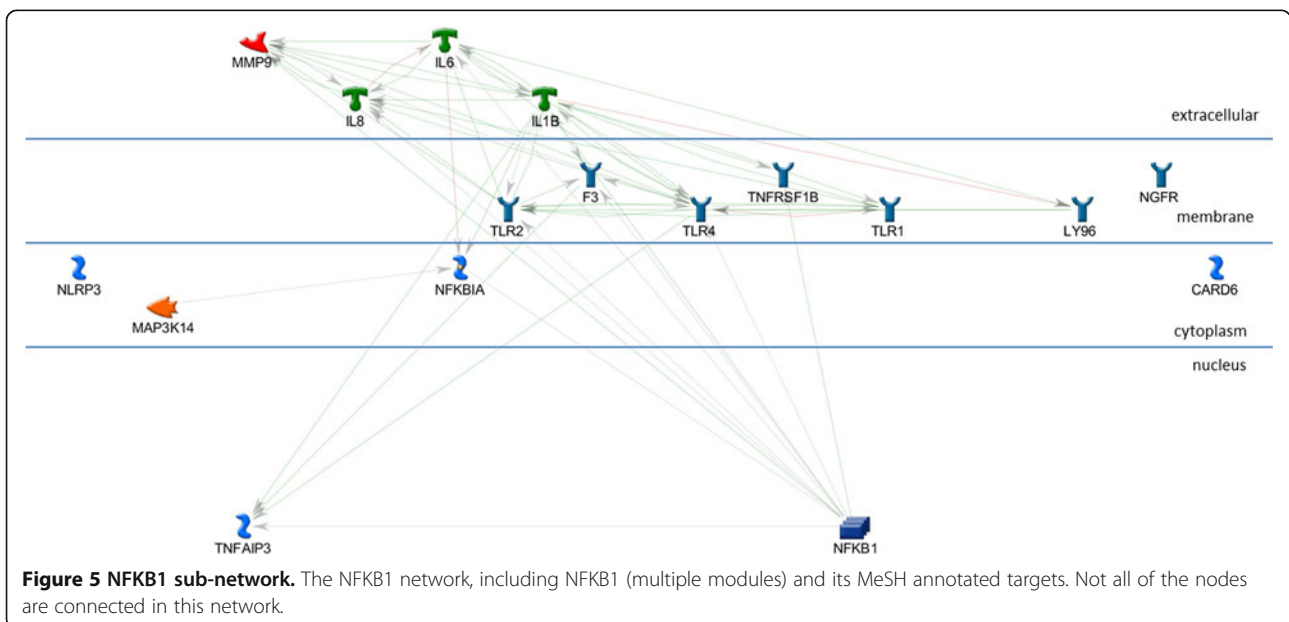 MMP9
IL6
IL8
IL1B
extracellular
F3
TNFRSF1B
NGFR
TLR2
TLR4
TLR1
LY96
membrane
NLRP3
NFKBIA
CARD6
MAP3K14
cytoplasm
nucleus
TNFAIP3
NFKB1
Figure 5 NFKB1 sub-network. The NFKB1 network, including NFKB1 (multiple modules) and its MeSH annotated targets. Not all of the nodes
are connected in this network.